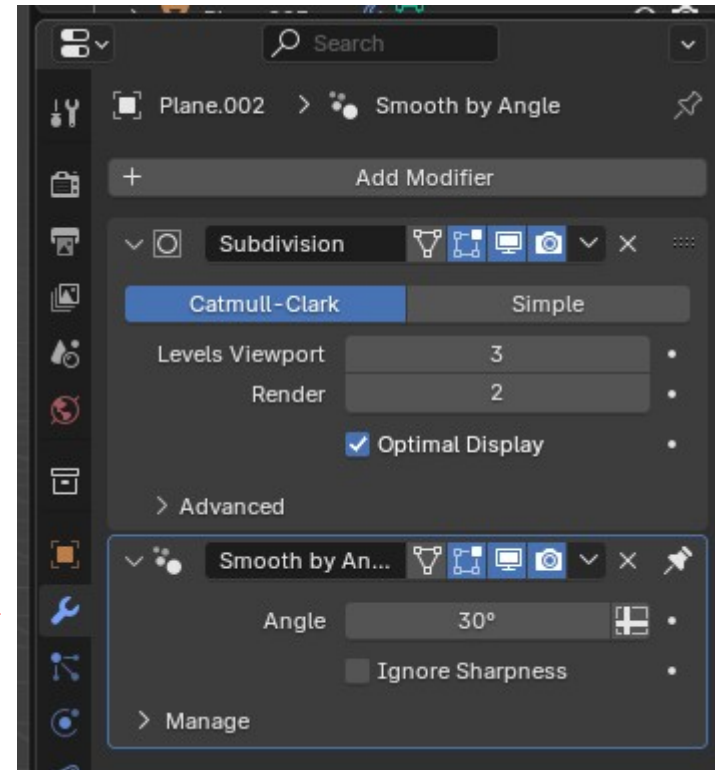 Search
Plane.002 > Smooth by Angle
+ Add Modifier
Subdivision
Catmull-Clark Simple
Levels Viewport 3
Render 2
Optimal Display
Advanced
Smooth by An...
Angle 30°
Ignore Sharpness
Manage